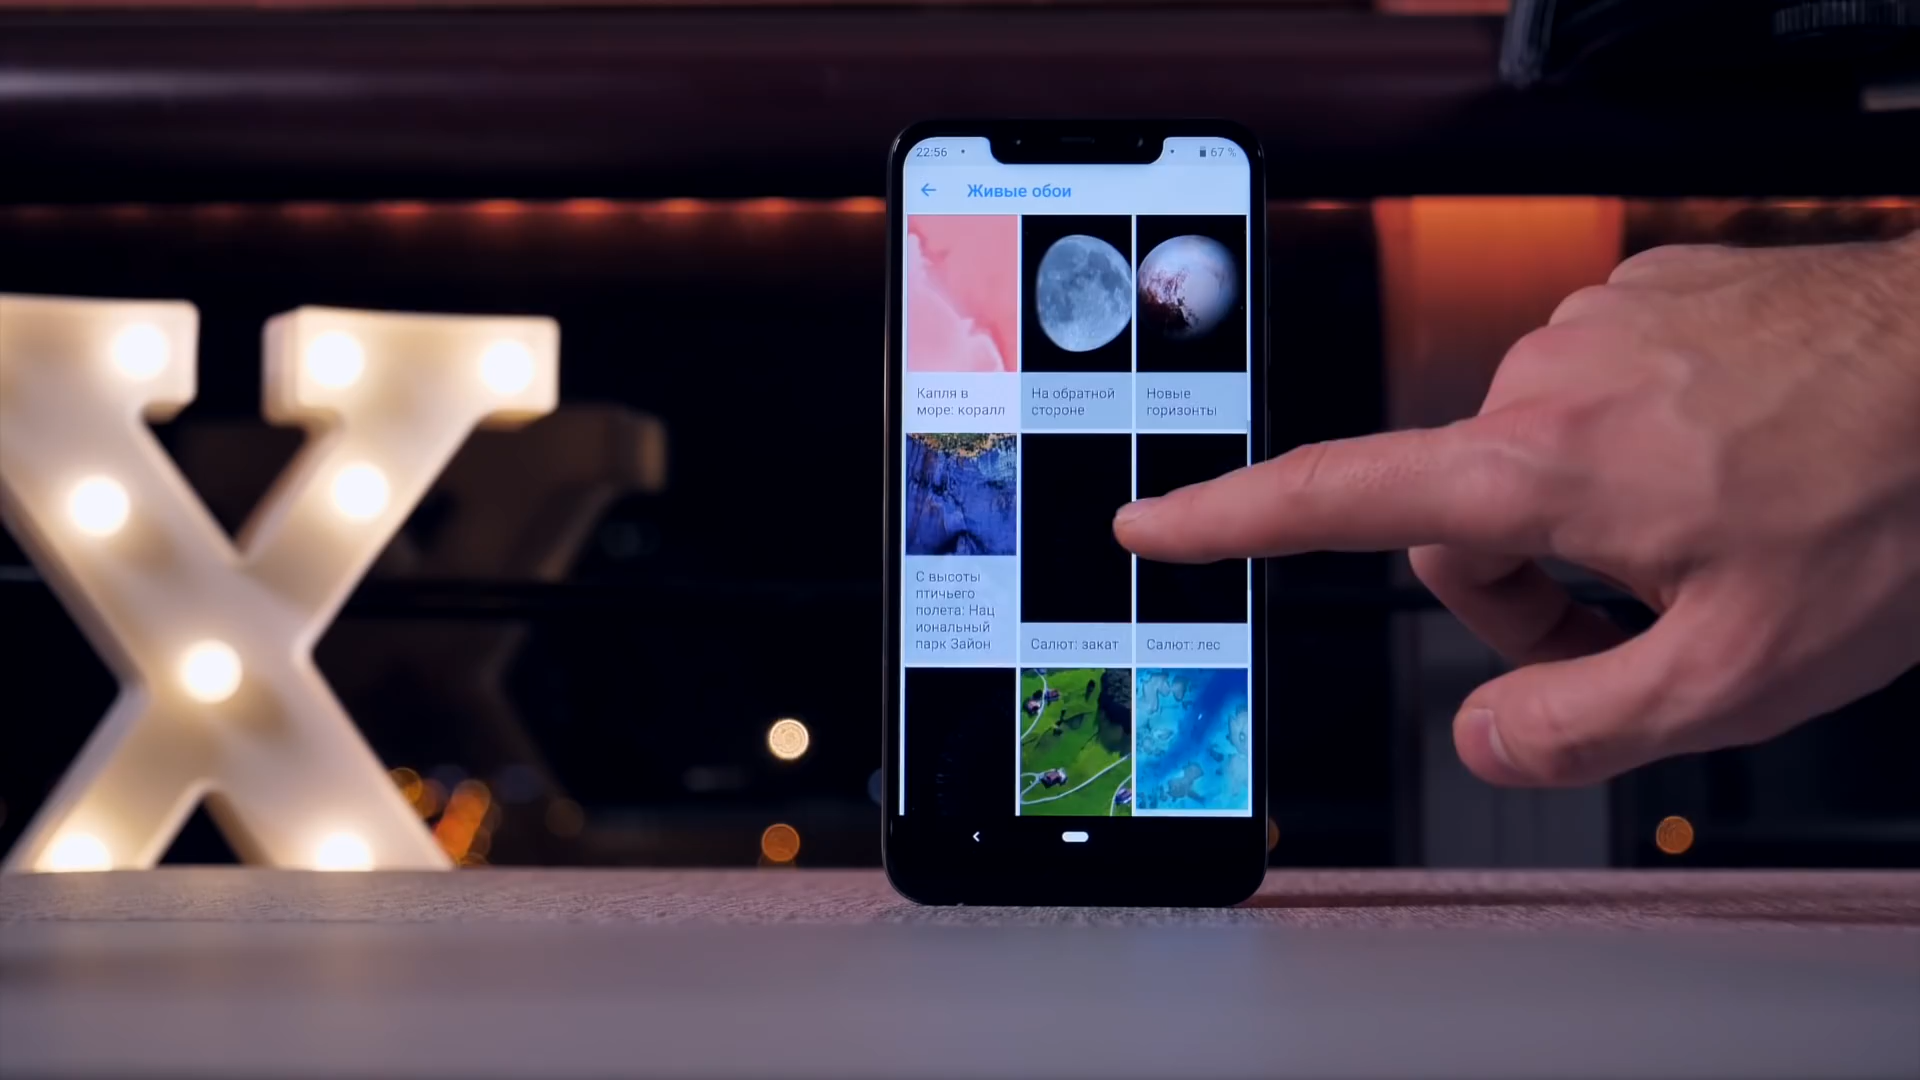 X
22:56
67 %
Живые обои
Капля в
море: коралл
На обратной
стороне
Новые
горизонты
С высоты
птичьего
полета: Нац
иональный
парк Зайон
Салют: закат
Салют: лес